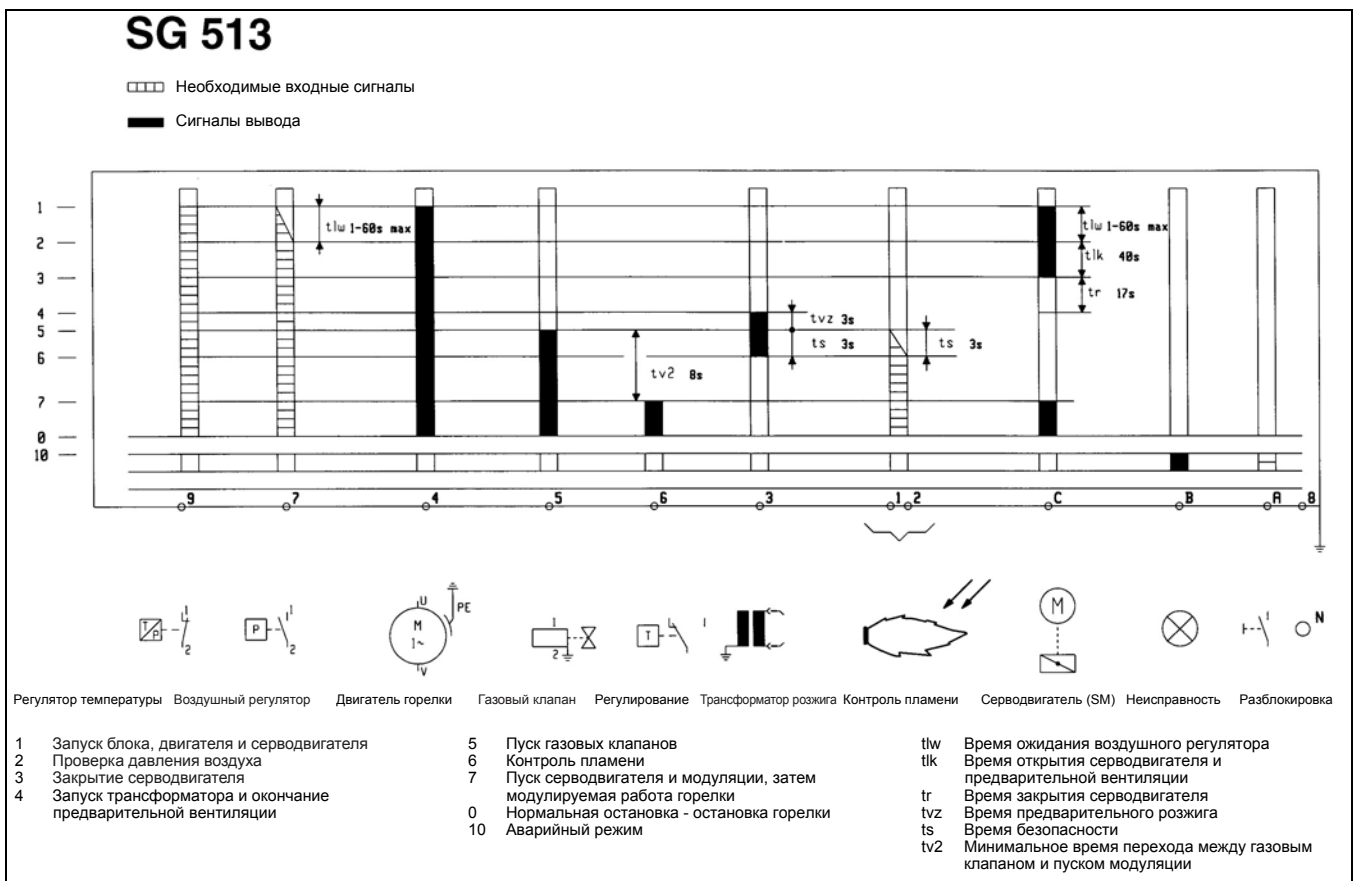 SG 513
Необходимые входные сигналы
Сигналы вывода
1
2
3
4
5
6
7
0
10
tlw 1-60s max
tlw 1-60s max
tlk 40s
tr 17s
tvz 3s
ts 3s
ts 3s
tv2 8s
9 7 4 5 6 3 1 2 C B A 8
T/P 1 2
P 1 2
U M 1~ V PE
1 2
T 1
M
N
Регулятор температуры Воздушный регулятор Двигатель горелки Газовый клапан Регулирование Трансформатор розжига Контроль пламени Серводвигатель (SM) Неисправность Разблокировка
1 Запуск блока, двигателя и серводвигателя
2 Проверка давления воздуха
3 Закрытие серводвигателя
4 Запуск трансформатора и окончание
предварительной вентиляции
5 Пуск газовых клапанов
6 Контроль пламени
7 Пуск серводвигателя и модуляции, затем
модулируемая работа горелки
0 Нормальная остановка - остановка горелки
10 Аварийный режим
tlw Время ожидания воздушного регулятора
tlk Время открытия серводвигателя и
предварительной вентиляции
tr Время закрытия серводвигателя
tvz Время предварительного розжига
ts Время безопасности
tv2 Минимальное время перехода между газовым
клапаном и пуском модуляции